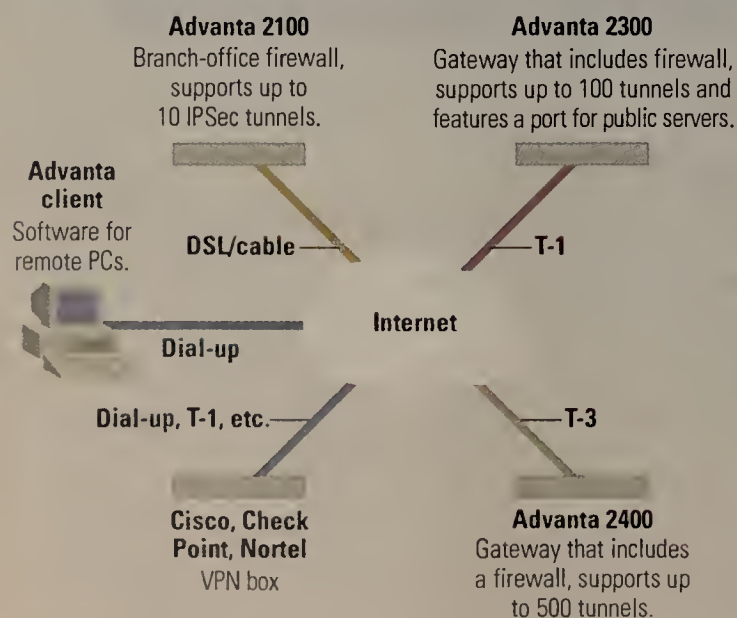 Advanta 2100
Branch-office firewall,
supports up to
10 IPSec tunnels.
Advanta 2300
Gateway that includes firewall,
supports up to 100 tunnels and
features a port for public servers.
Advanta
client
Software for
remote PCs.
DSL/cable
T-1
Internet
Dial-up
Dial-up, T-1, etc.
T-3
Cisco, Check
Point, Nortel
VPN box
Advanta 2400
Gateway that includes
a firewall, supports up
to 500 tunnels.